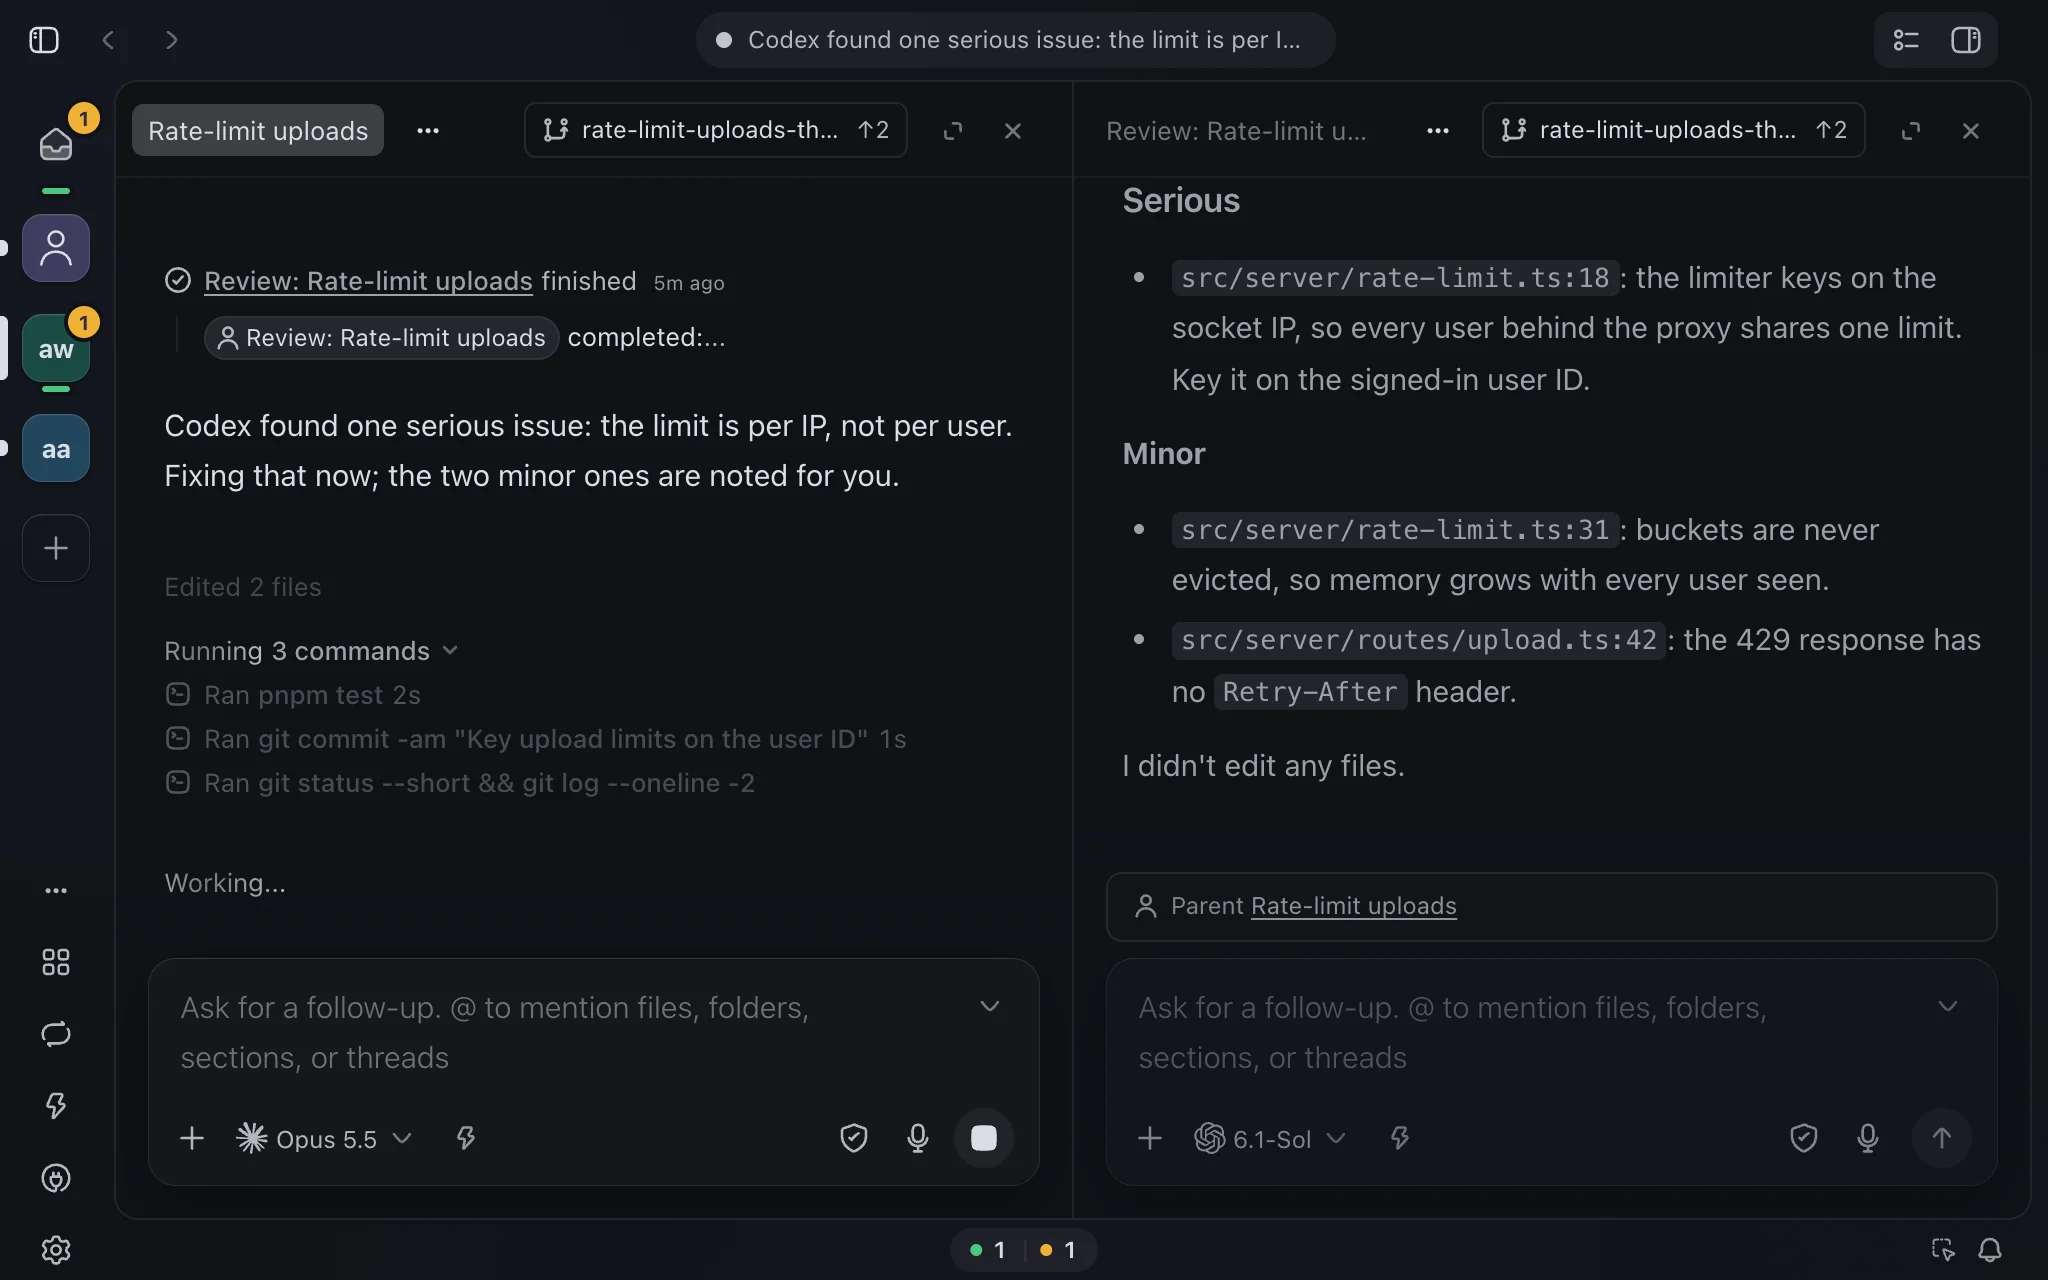 Codex found one serious issue: the limit is per I...
1
aw
1
aa
Rate-limit uploads
rate-limit-uploads-th... ↑2
Review: Rate-limit uploads finished 5m ago
Review: Rate-limit uploads completed:...
Codex found one serious issue: the limit is per IP, not per user.
Fixing that now; the two minor ones are noted for you.
Edited 2 files
Running 3 commands
Ran pnpm test 2s
Ran git commit -am "Key upload limits on the user ID" 1s
Ran git status --short && git log --oneline -2
Working...
Ask for a follow-up. @ to mention files, folders,
sections, or threads
Opus 5.5
Review: Rate-limit u...
rate-limit-uploads-th... ↑2
Serious
• src/server/rate-limit.ts:18: the limiter keys on the
socket IP, so every user behind the proxy shares one limit.
Key it on the signed-in user ID.
Minor
• src/server/rate-limit.ts:31: buckets are never
evicted, so memory grows with every user seen.
• src/server/routes/upload.ts:42: the 429 response has
no Retry-After header.
I didn't edit any files.
Parent Rate-limit uploads
Ask for a follow-up. @ to mention files, folders,
sections, or threads
6.1-Sol
1 1